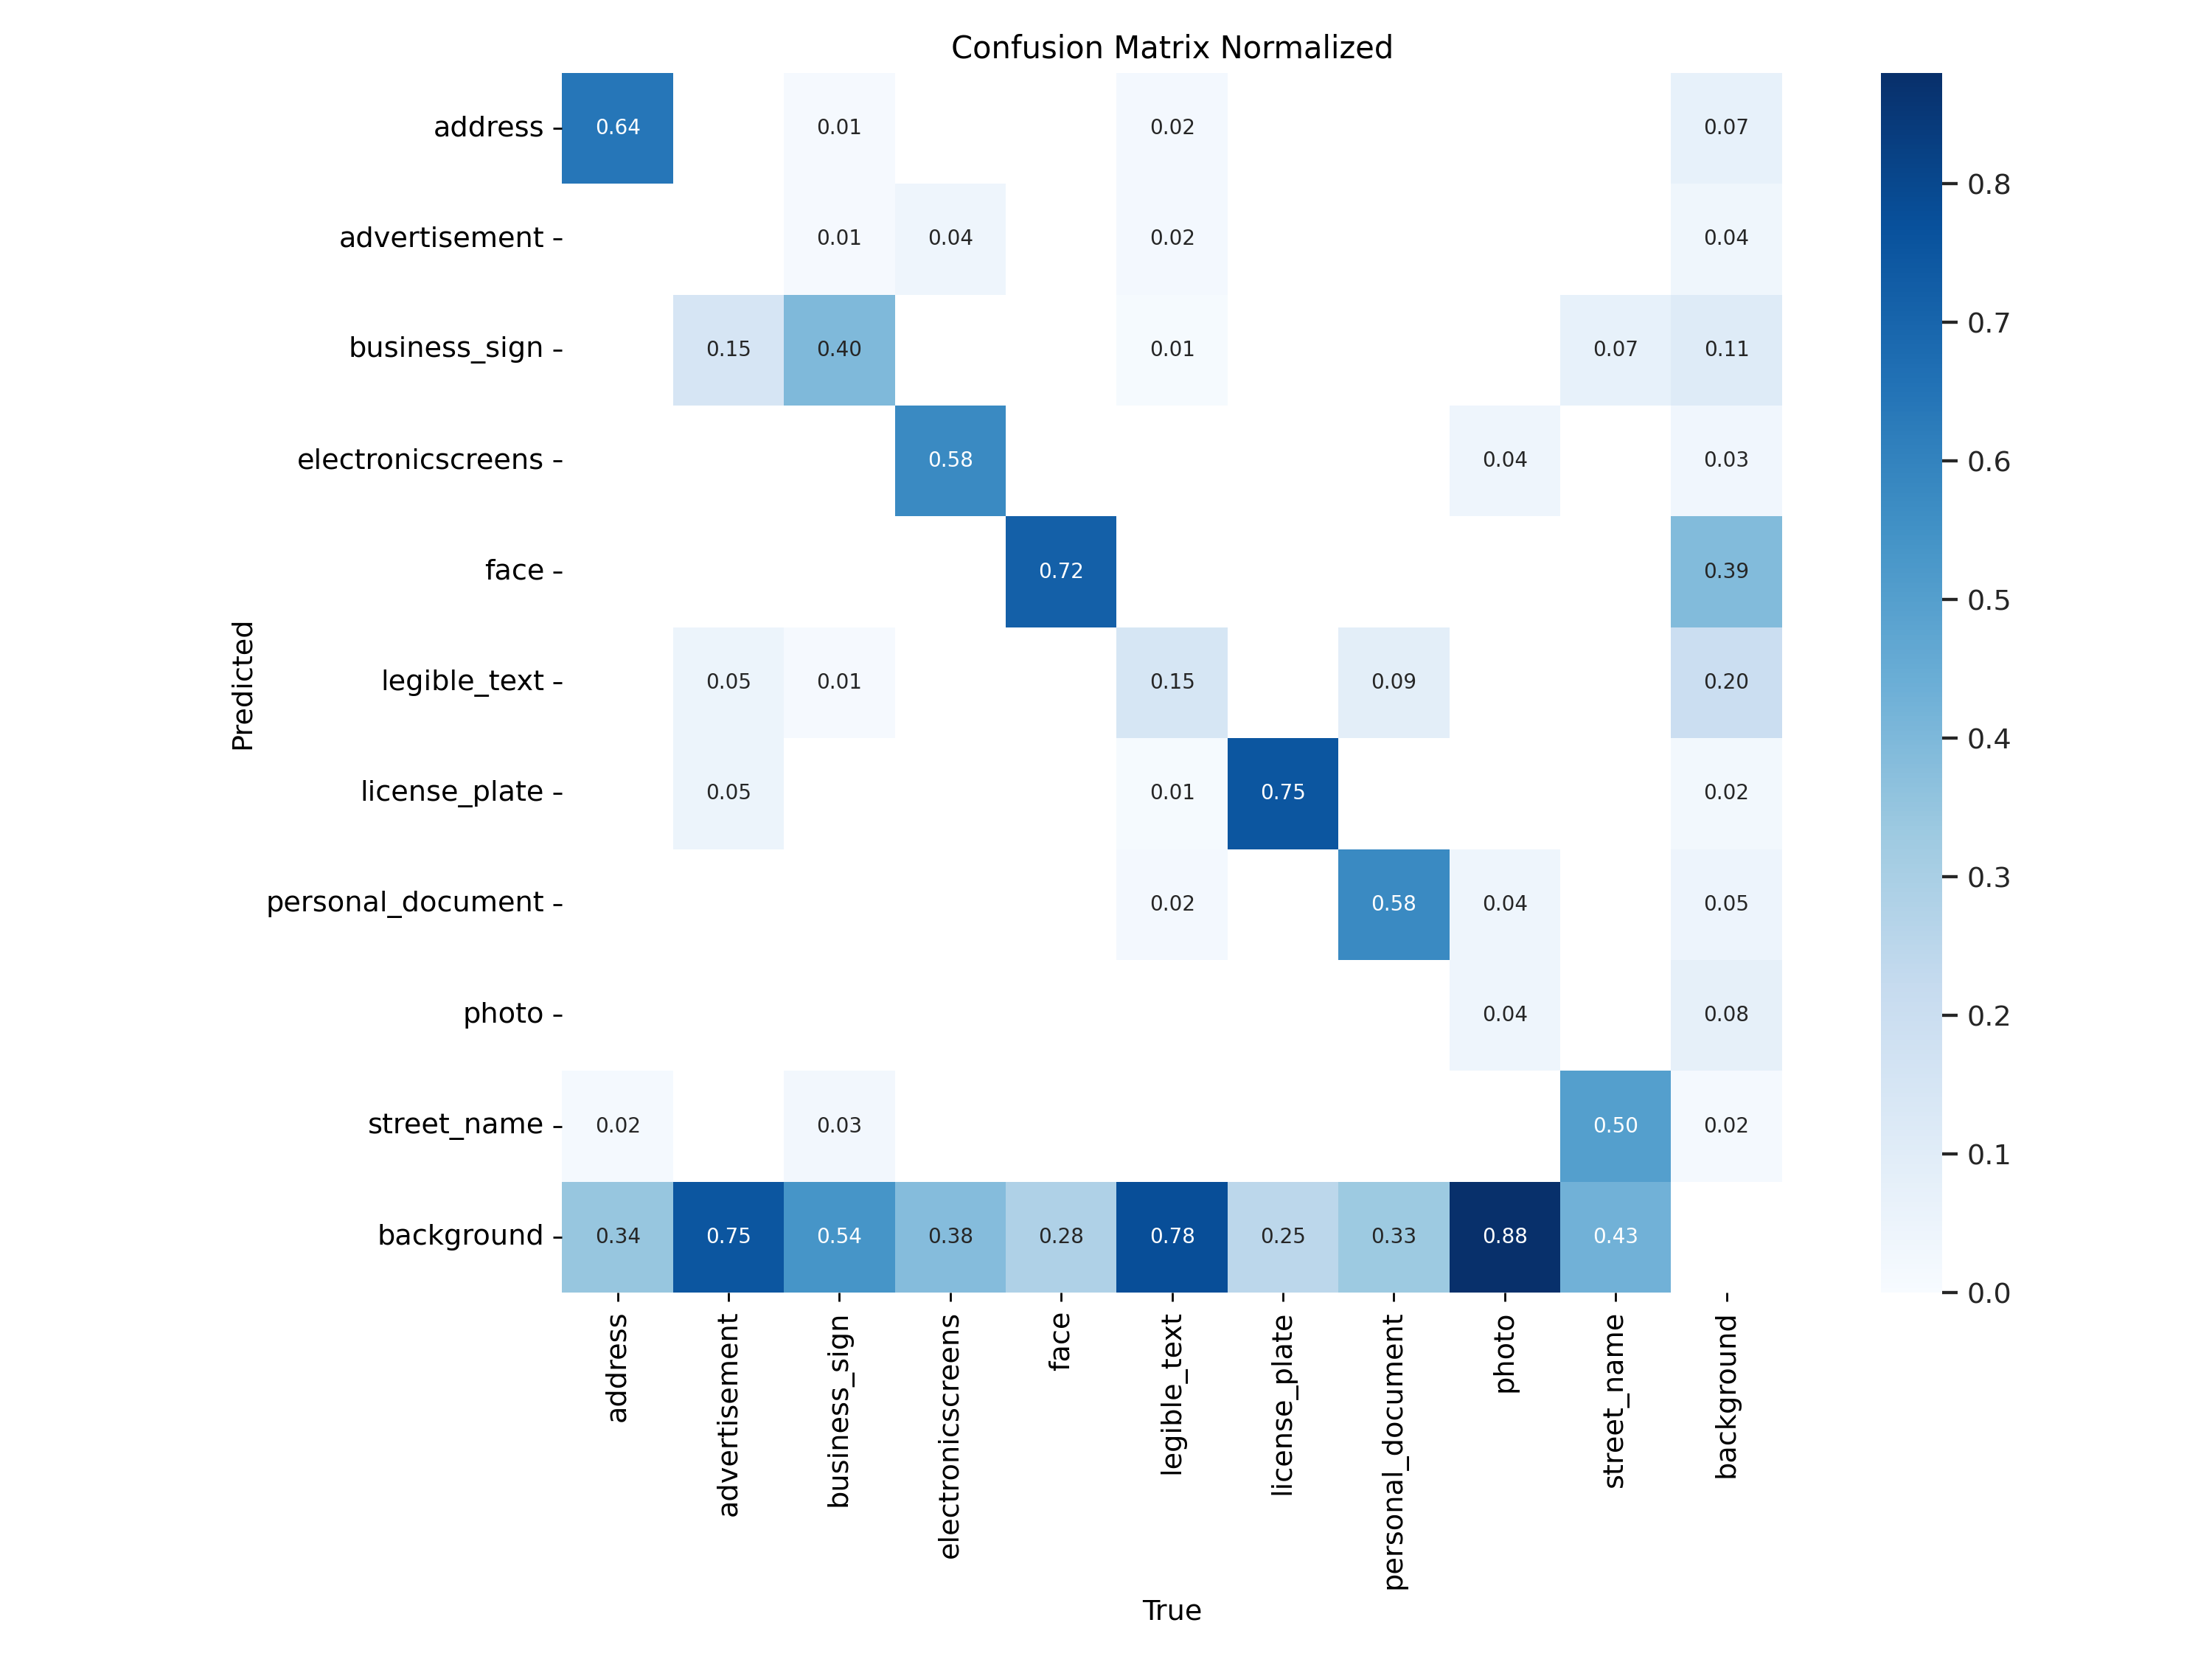 Confusion Matrix Normalized
address 0.64 0.01 0.02 0.07
advertisement 0.01 0.04 0.02 0.04
business_sign 0.15 0.40 0.01 0.07 0.11
electronicscreens 0.58 0.04 0.03
face 0.72 0.39
legible_text 0.05 0.01 0.15 0.09 0.20
license_plate 0.05 0.01 0.75 0.02
personal_document 0.02 0.58 0.04 0.05
photo 0.04 0.08
street_name 0.02 0.03 0.50 0.02
background 0.34 0.75 0.54 0.38 0.28 0.78 0.25 0.33 0.88 0.43
Predicted
address
advertisement
business_sign
electronicscreens
face
legible_text
license_plate
personal_document
photo
street_name
background
True
0.8
0.7
0.6
0.5
0.4
0.3
0.2
0.1
0.0